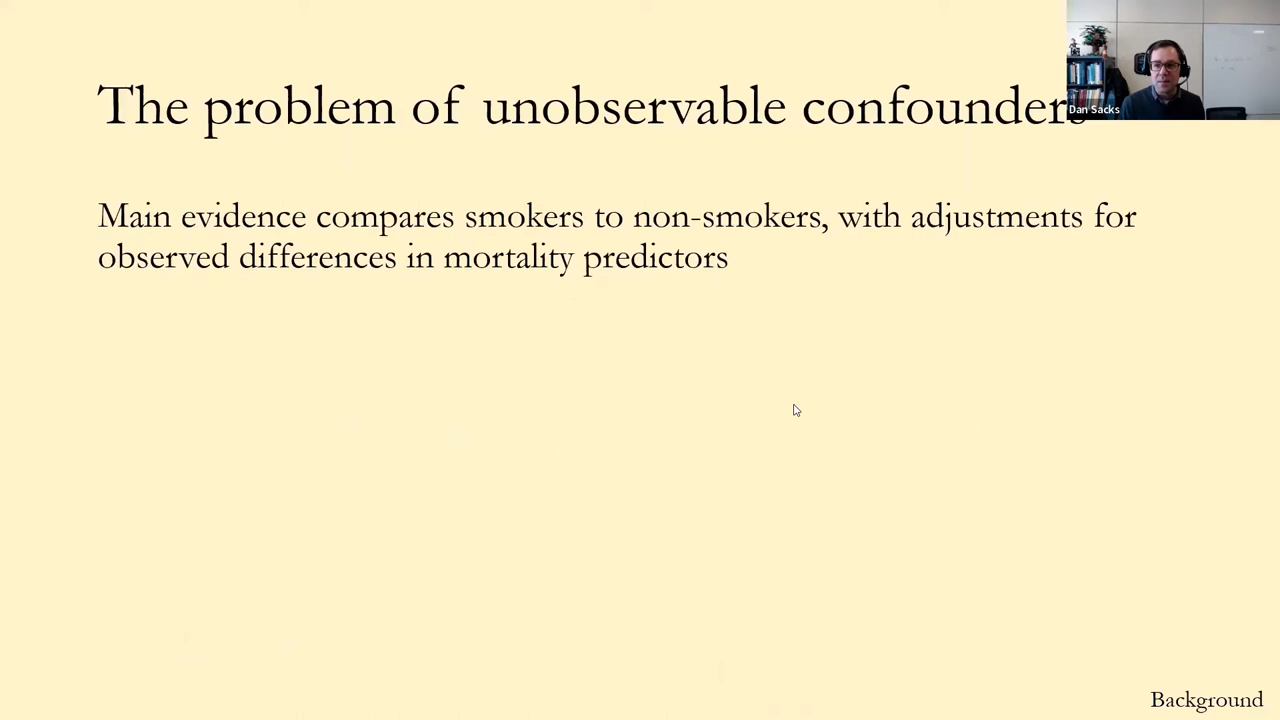 The problem of unobservable confounders
Dan Sacks
Main evidence compares smokers to non-smokers, with adjustments for
observed differences in mortality predictors
Background